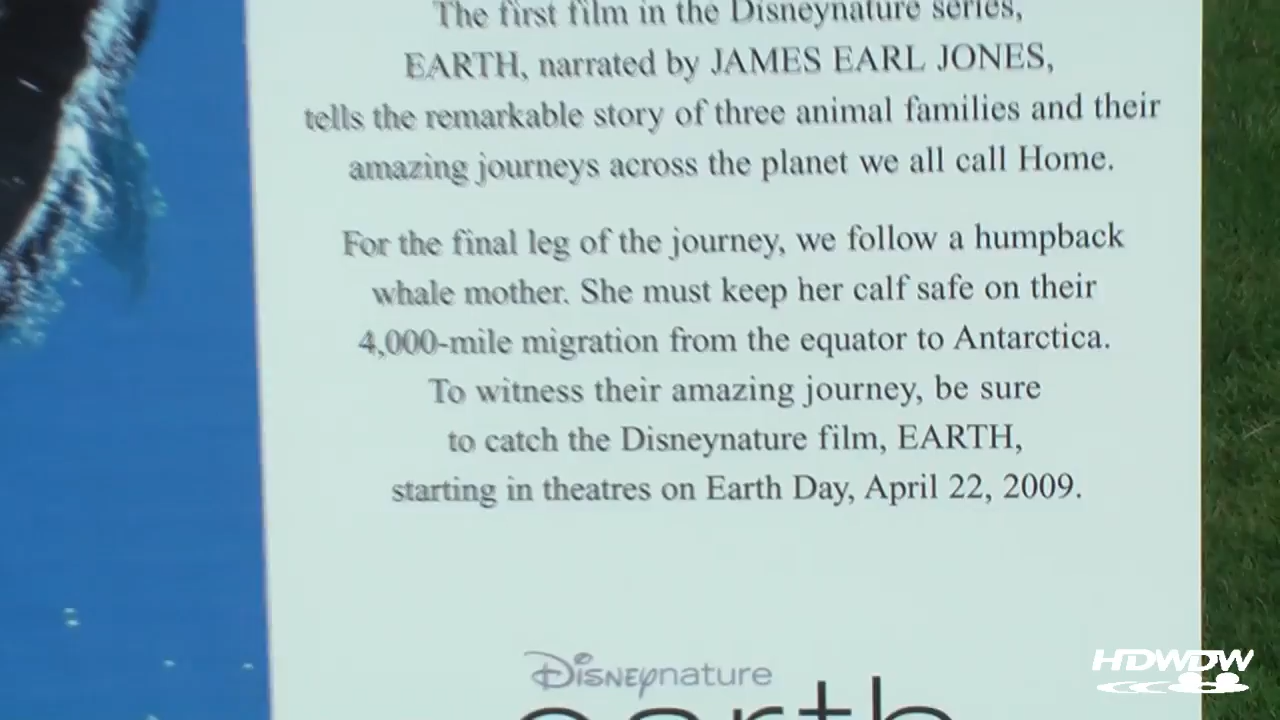 The first film in the Disneynature series,
EARTH, narrated by JAMES EARL JONES,
tells the remarkable story of three animal families and their
amazing journeys across the planet we all call Home.
For the final leg of the journey, we follow a humpback
whale mother. She must keep her calf safe on their
4,000-mile migration from the equator to Antarctica.
To witness their amazing journey, be sure
to catch the Disneynature film, EARTH,
starting in theatres on Earth Day, April 22, 2009.
Disneynature
earth
HDWDW